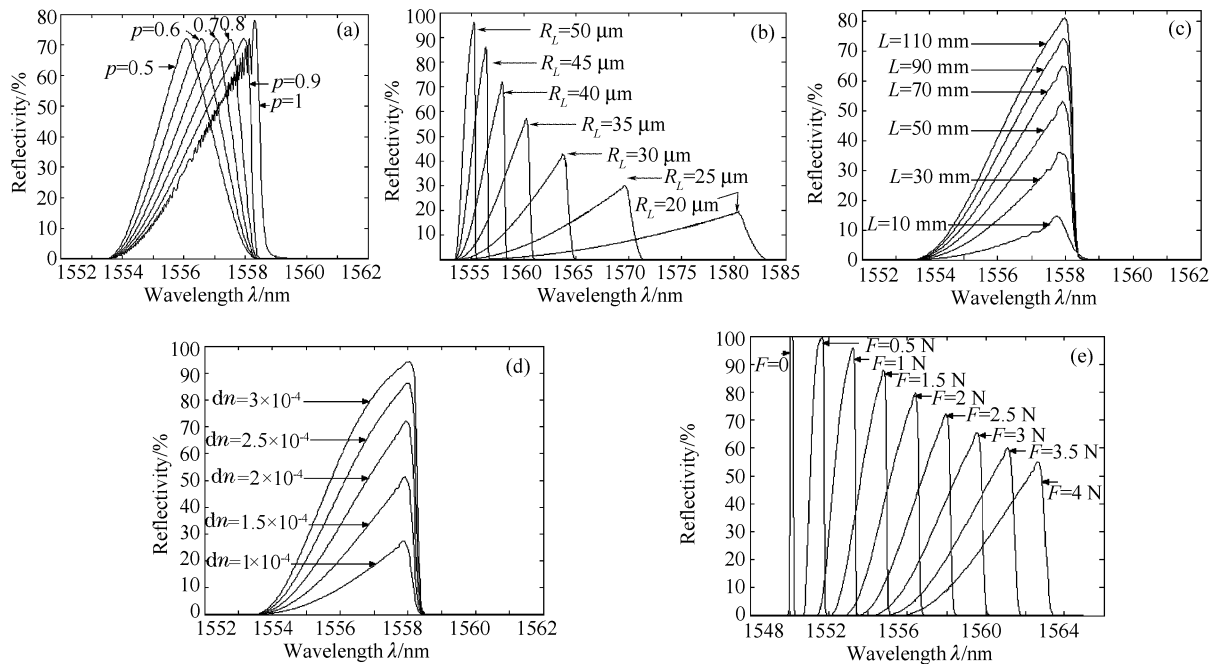 (a)
p=0.5
p=0.6
0.7
0.8
p=0.9
p=1
80
70
60
50
40
30
20
10
0
Reflectivity/%
1552 1554 1556 1558 1560 1562
Wavelength λ/nm
(b)
R_L=50 μm
R_L=45 μm
R_L=40 μm
R_L=35 μm
R_L=30 μm
R_L=25 μm
R_L=20 μm
100
90
80
70
60
50
40
30
20
10
Reflectivity/%
1555 1560 1565 1570 1575 1580 1585
Wavelength λ/nm
(c)
L=110 mm
L=90 mm
L=70 mm
L=50 mm
L=30 mm
L=10 mm
80
70
60
50
40
30
20
10
0
Reflectivity/%
1552 1554 1556 1558 1560 1562
Wavelength λ/nm
(d)
dn=3×10⁻⁴
dn=2.5×10⁻⁴
dn=2×10⁻⁴
dn=1.5×10⁻⁴
dn=1×10⁻⁴
100
90
80
70
60
50
40
30
20
10
0
Reflectivity/%
1552 1554 1556 1558 1560 1562
Wavelength λ/nm
(e)
F=0
F=0.5 N
F=1 N
F=1.5 N
F=2 N
F=2.5 N
F=3 N
F=3.5 N
F=4 N
100
90
80
70
60
50
40
30
20
10
0
Reflectivity/%
1548 1552 1556 1560 1564
Wavelength λ/nm